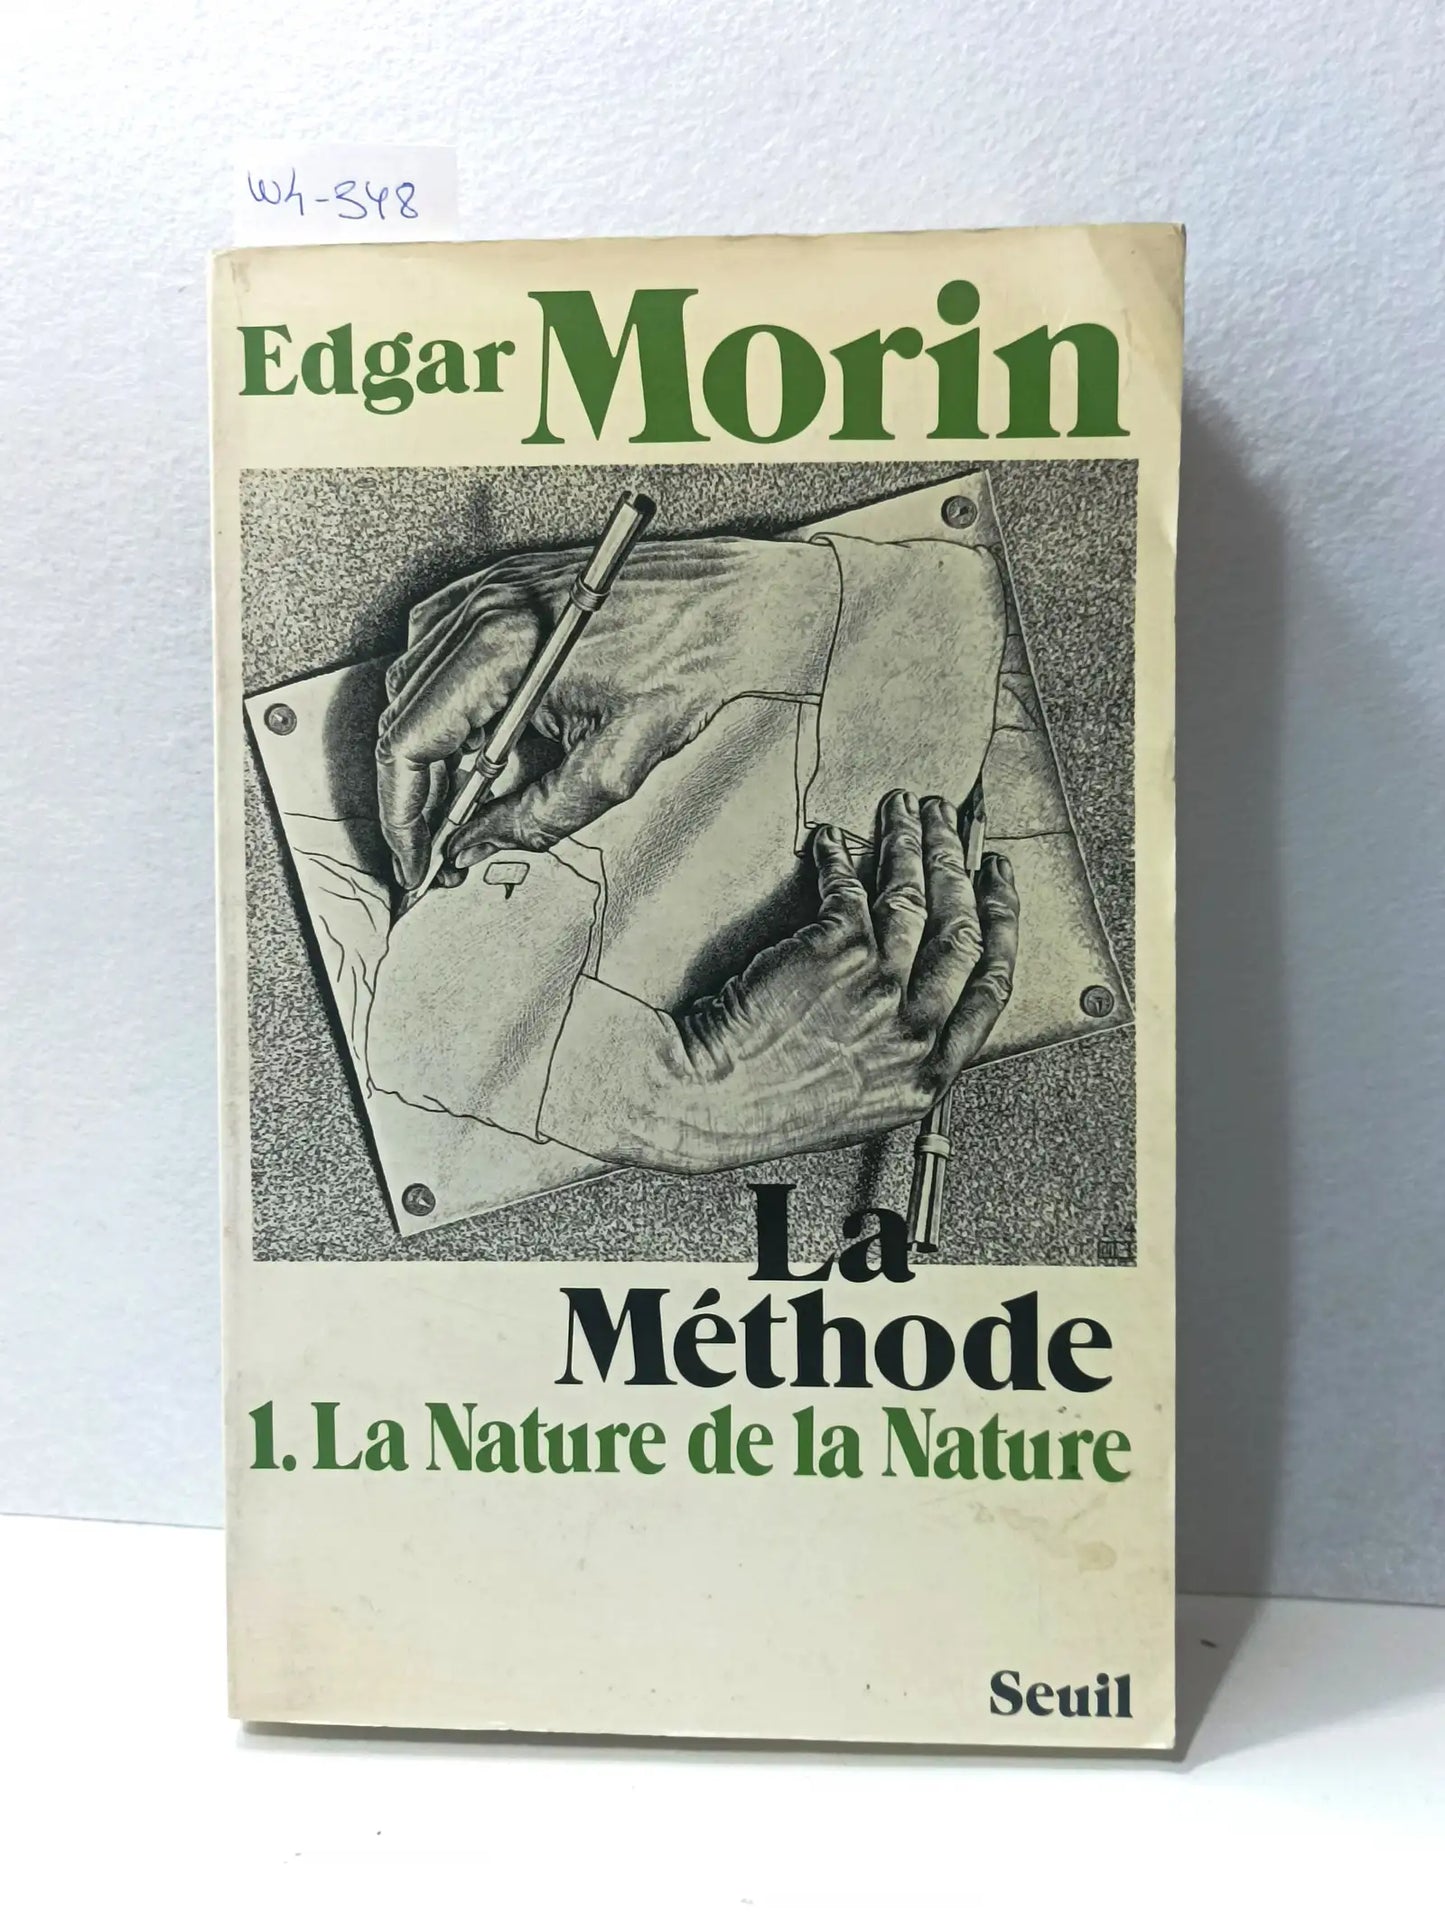 W4-348
Edgar Morin
La
Méthode
1. La Nature de la Nature
Seuil